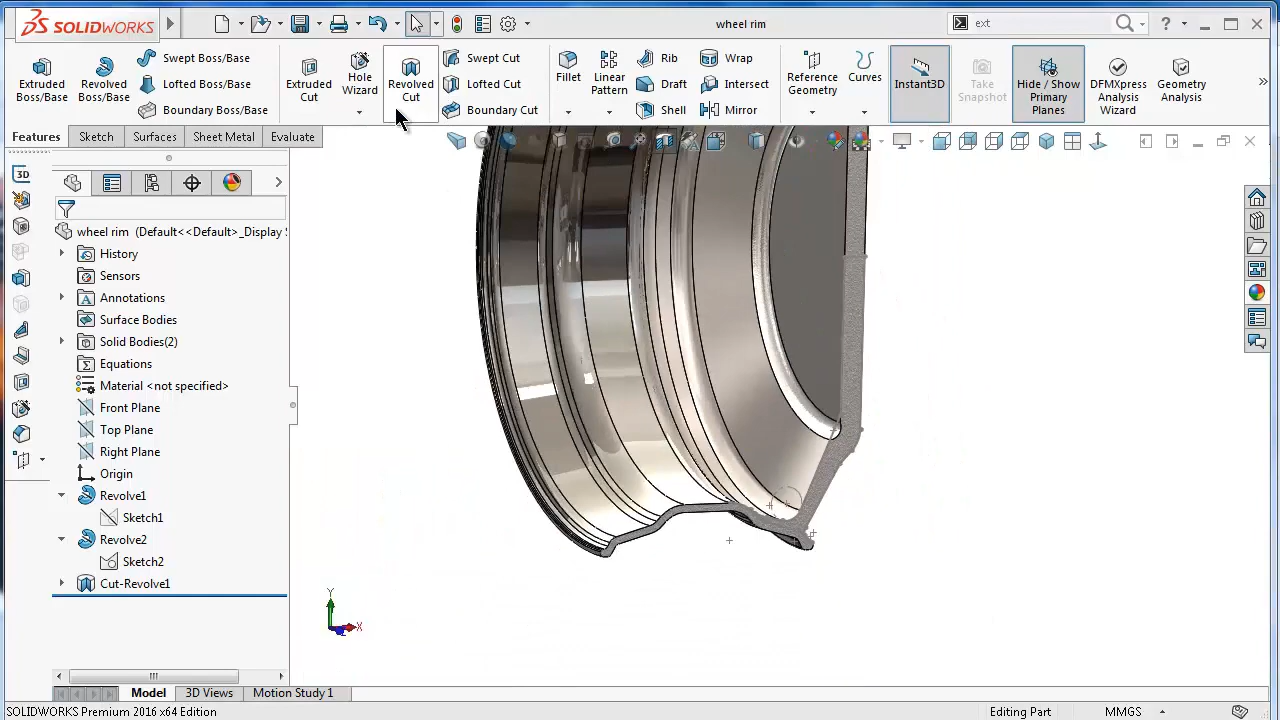 SOLIDWORKS
wheel rim
ext
?
Extruded Boss/Base
Revolved Boss/Base
Swept Boss/Base
Lofted Boss/Base
Boundary Boss/Base
Extruded Cut
Hole Wizard
Revolved Cut
Swept Cut
Lofted Cut
Boundary Cut
Fillet
Linear Pattern
Rib
Draft
Shell
Wrap
Intersect
Mirror
Reference Geometry
Curves
Instant3D
Take Snapshot
Hide / Show Primary Planes
DFMXpress Analysis Wizard
Geometry Analysis
Features
Sketch
Surfaces
Sheet Metal
Evaluate
3D
wheel rim (Default<<Default>_Display S
History
Sensors
Annotations
Surface Bodies
Solid Bodies(2)
Equations
Material <not specified>
Front Plane
Top Plane
Right Plane
Origin
Revolve1
Sketch1
Revolve2
Sketch2
Cut-Revolve1
Y
X
Model
3D Views
Motion Study 1
SOLIDWORKS Premium 2016 x64 Edition
Editing Part
MMGS